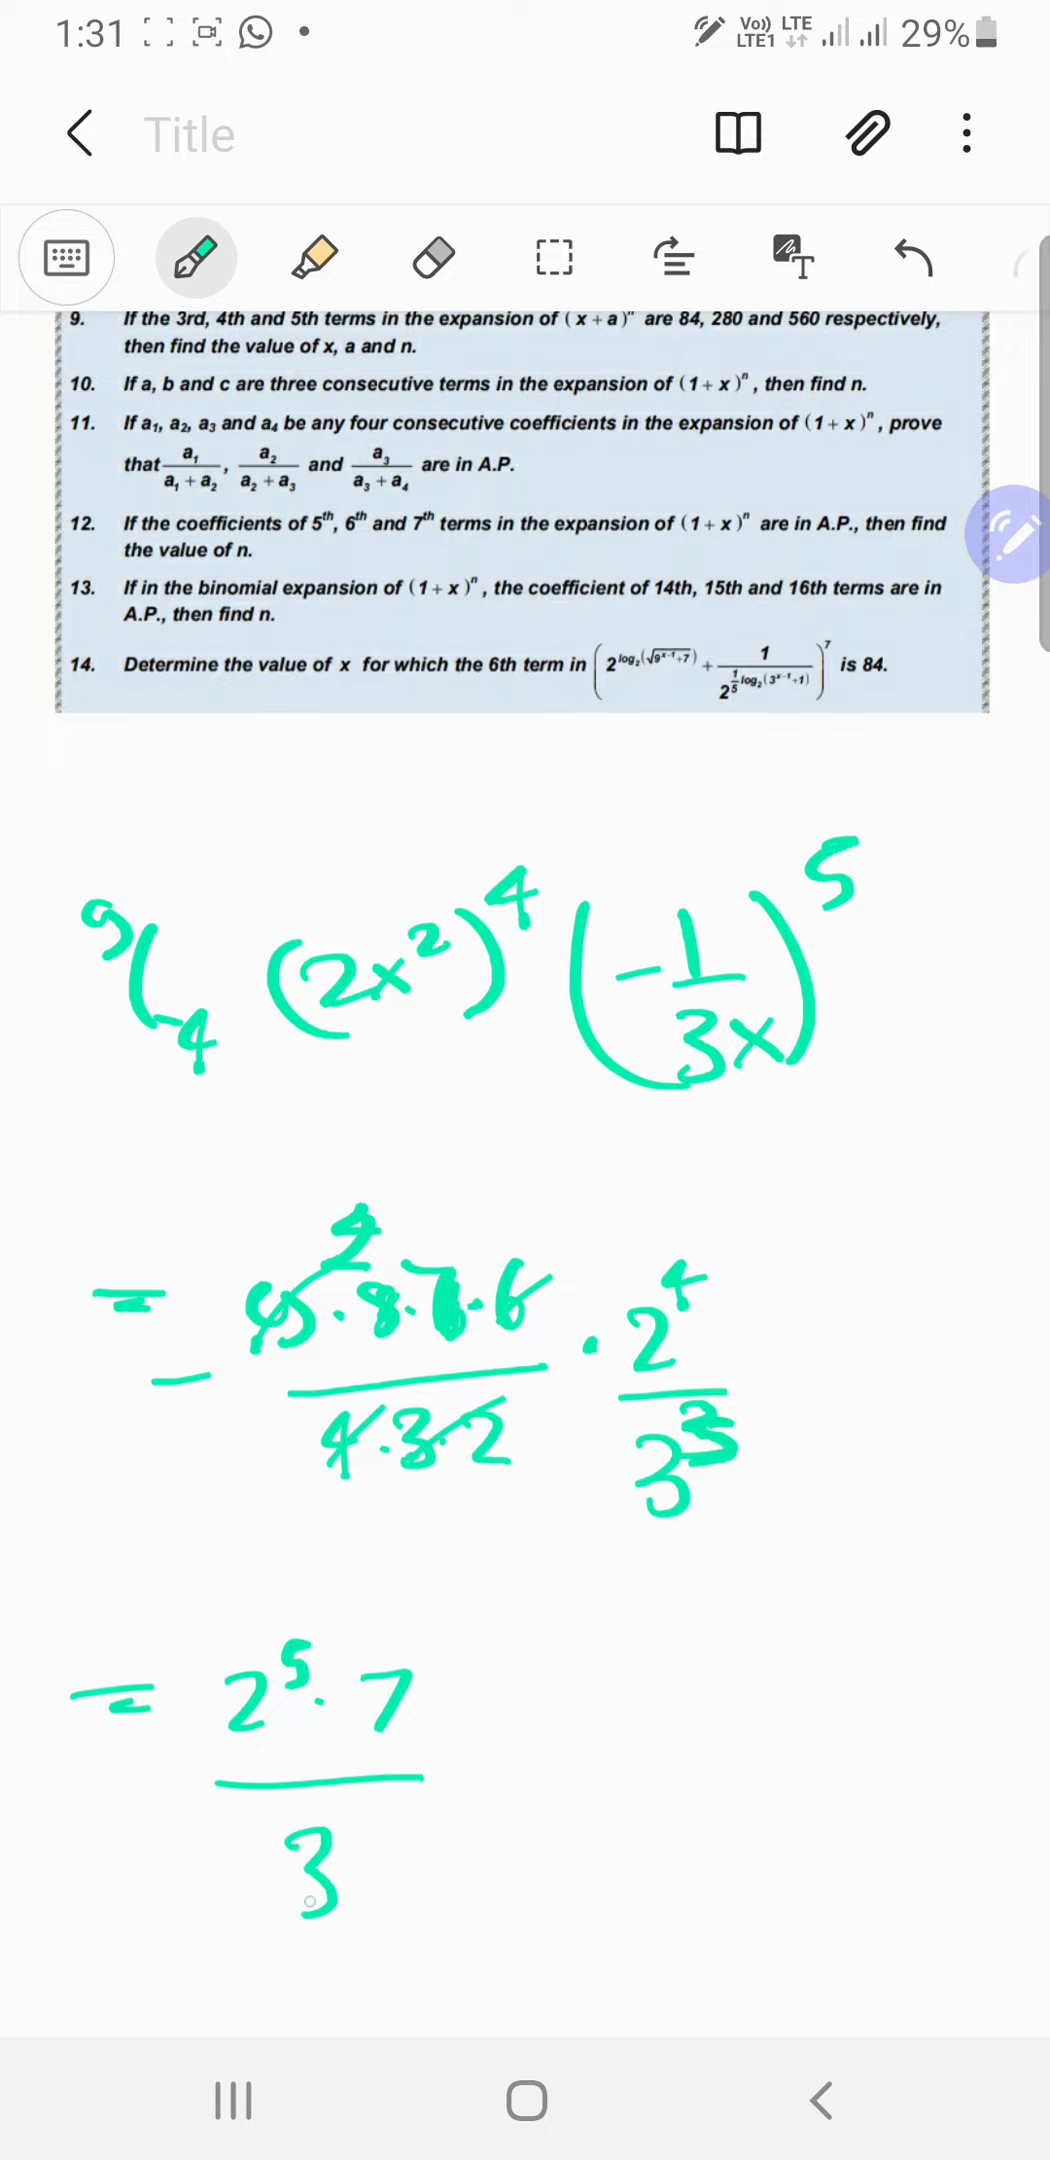 1:31 Vo)) LTE LTE1 29%
Title
9. If the 3rd, 4th and 5th terms in the expansion of (x + a)^n are 84, 280 and 560 respectively,
then find the value of x, a and n.
10. If a, b and c are three consecutive terms in the expansion of (1 + x)^n, then find n.
11. If a₁, a₂, a₃ and a₄ be any four consecutive coefficients in the expansion of (1 + x)^n, prove
that a₁/(a₁ + a₂), a₂/(a₂ + a₃) and a₃/(a₃ + a₄) are in A.P.
12. If the coefficients of 5th, 6th and 7th terms in the expansion of (1 + x)^n are in A.P., then find
the value of n.
13. If in the binomial expansion of (1 + x)^n, the coefficient of 14th, 15th and 16th terms are in
A.P., then find n.
14. Determine the value of x for which the 6th term in (2^(log₂(√(9^(x-1)+7))) + 1/(2^((1/5)log₂(3^(x-1)+1))))^7 is 84.
⁹C₄ (2x²)⁴ (-1/3x)⁵
= - (9·8·7·6)/(4·3·2) · 2⁴/3³
= (2⁵·7)/3